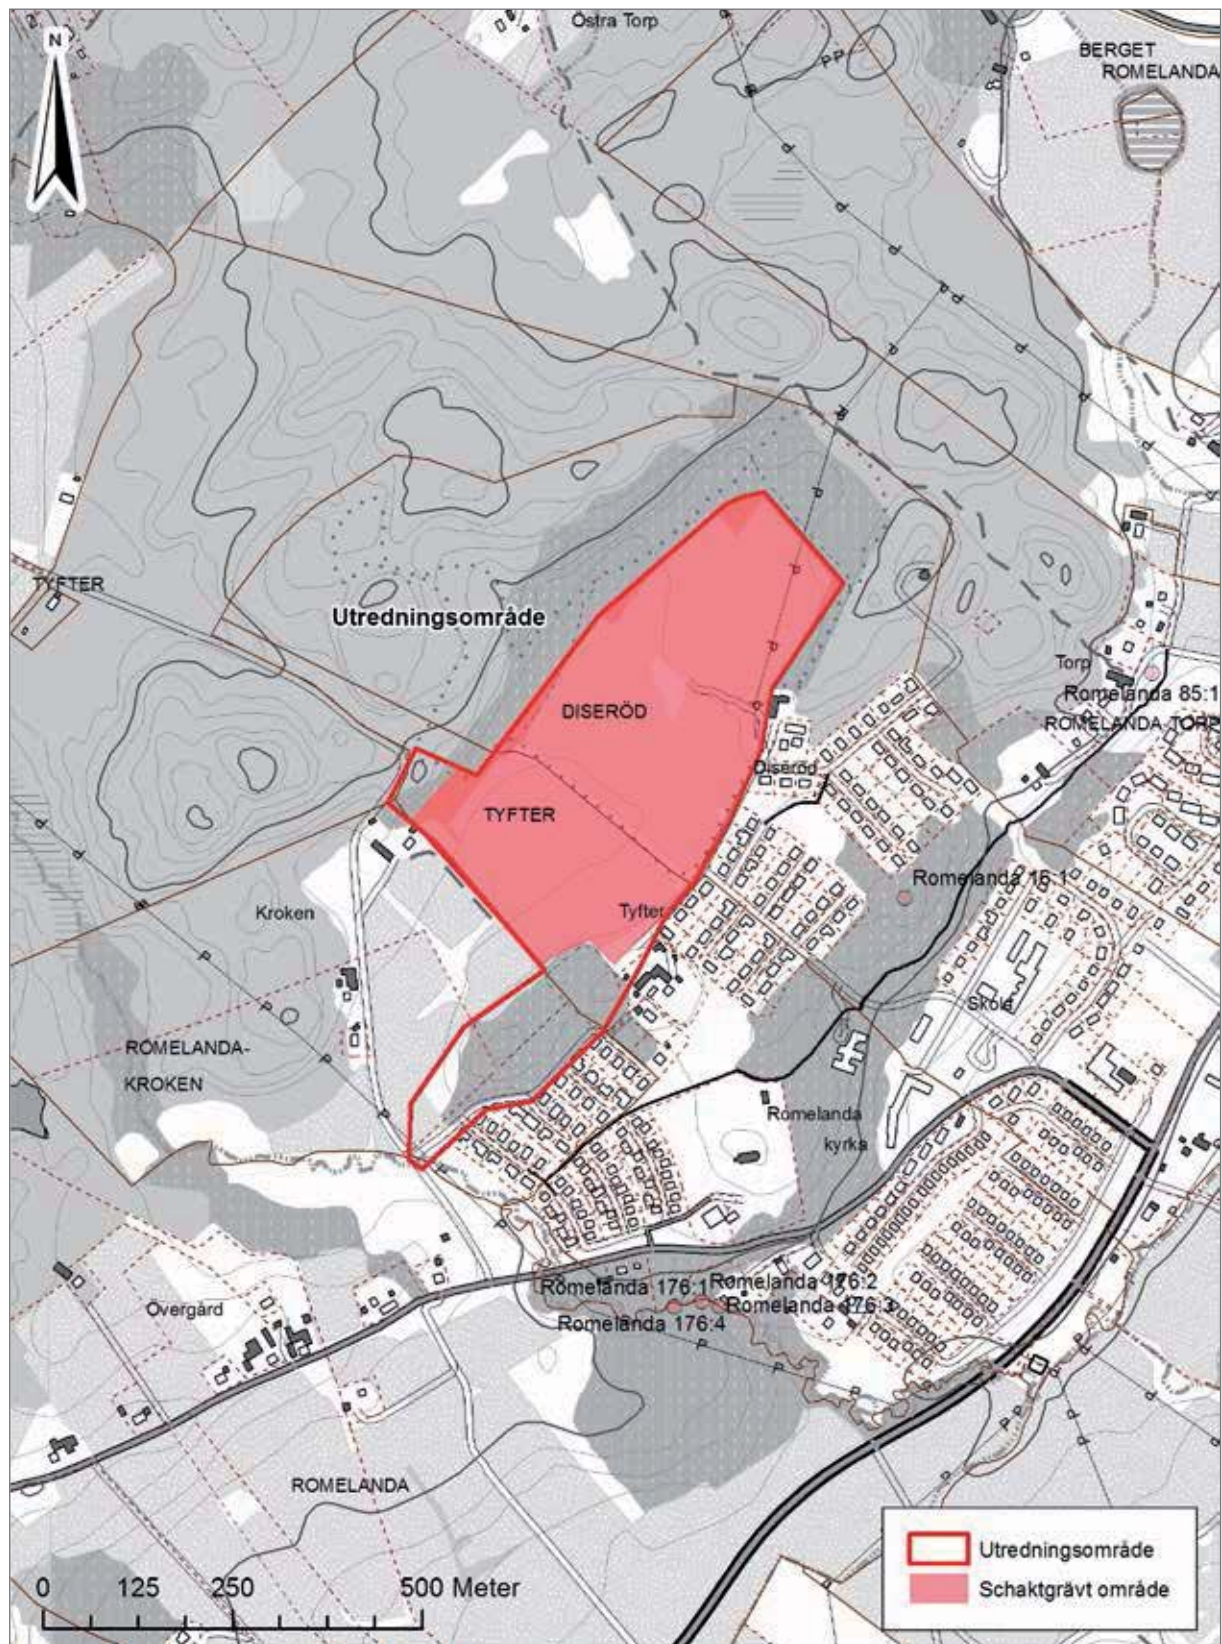 Östra Torp
N
BERGET
ROMELANDA
TYFTER
Utredningsområde
Torp
Romelanda 85:1
DISERÖD
ROMELANDA-TORP
Diseröd
TYFTER
Romelanda 16:1
Kroken
Tyfter
Skola
ROMELANDA-
KROKEN
Romelanda
kyrka
Romelanda 176:1
Romelanda 176:2
Romelanda 176:3
Romelanda 176:4
Övergård
ROMELANDA
Utredningsområde
Schaktgrävt område
0 125 250 500 Meter